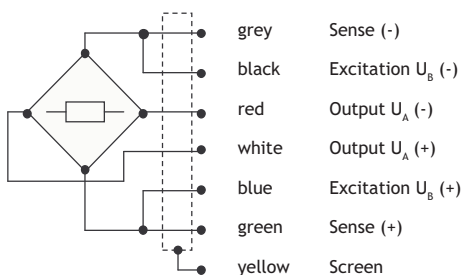 grey Sense (-)
black Excitation U_B (-)
red Output U_A (-)
white Output U_A (+)
blue Excitation U_B (+)
green Sense (+)
yellow Screen